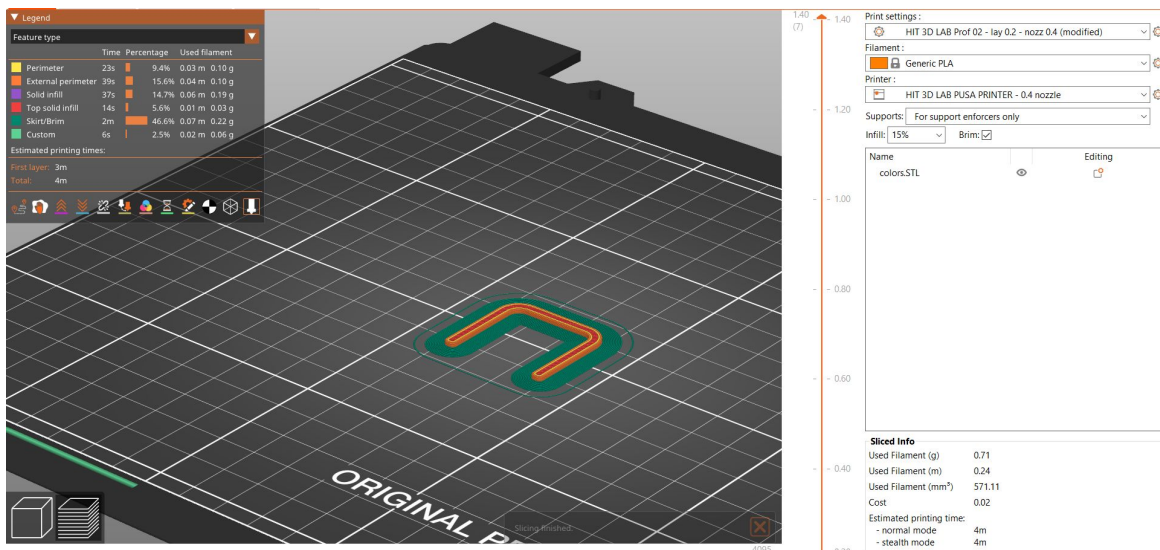 Legend
Feature type
Time Percentage Used filament
Perimeter 23s 9.4% 0.03 m 0.10 g
External perimeter 39s 15.6% 0.04 m 0.10 g
Solid infill 37s 14.7% 0.06 m 0.19 g
Top solid infill 14s 5.6% 0.01 m 0.03 g
Skirt/Brim 2m 46.6% 0.07 m 0.22 g
Custom 6s 2.5% 0.02 m 0.06 g
Estimated printing times:
First layer: 3m
Total: 4m
ORIGINAL
Slicing finished.
1.40
(7)
1.40
1.20
1.00
0.80
0.60
0.40
4095
Print settings :
HIT 3D LAB Prof 02 - lay 0.2 - nozz 0.4 (modified)
Filament :
Generic PLA
Printer :
HIT 3D LAB PUSA PRINTER - 0.4 nozzle
Supports: For support enforcers only
Infill: 15% Brim:
Name Editing
colors.STL
Sliced Info
Used Filament (g) 0.71
Used Filament (m) 0.24
Used Filament (mm³) 571.11
Cost 0.02
Estimated printing time:
- normal mode 4m
- stealth mode 4m